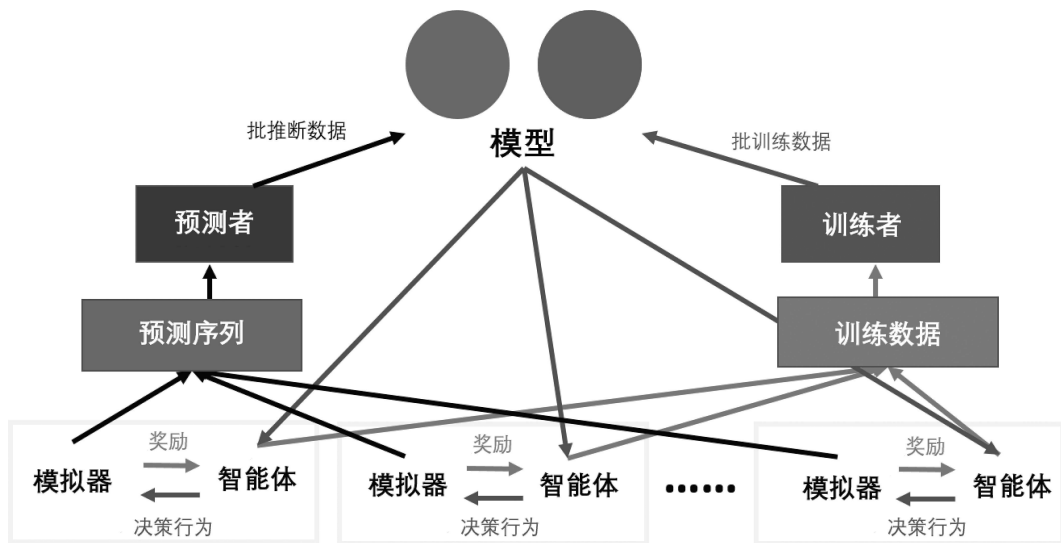 批推断数据
模型
批训练数据
预测者
训练者
预测序列
训练数据
奖励
模拟器
智能体
决策行为
奖励
模拟器
智能体
决策行为
......
奖励
模拟器
智能体
决策行为